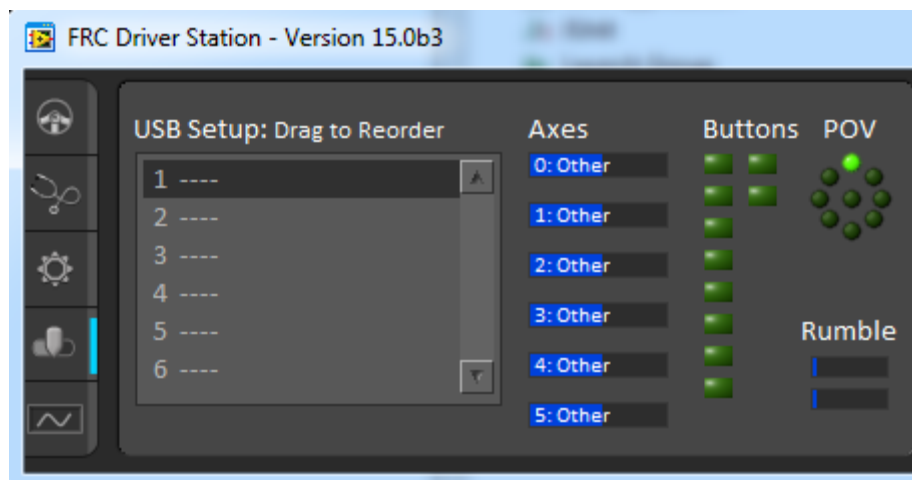 FRC Driver Station - Version 15.0b3
USB Setup: Drag to Reorder
1 ----
2 ----
3 ----
4 ----
5 ----
6 ----
Axes
0: Other
1: Other
2: Other
3: Other
4: Other
5: Other
Buttons
POV
Rumble